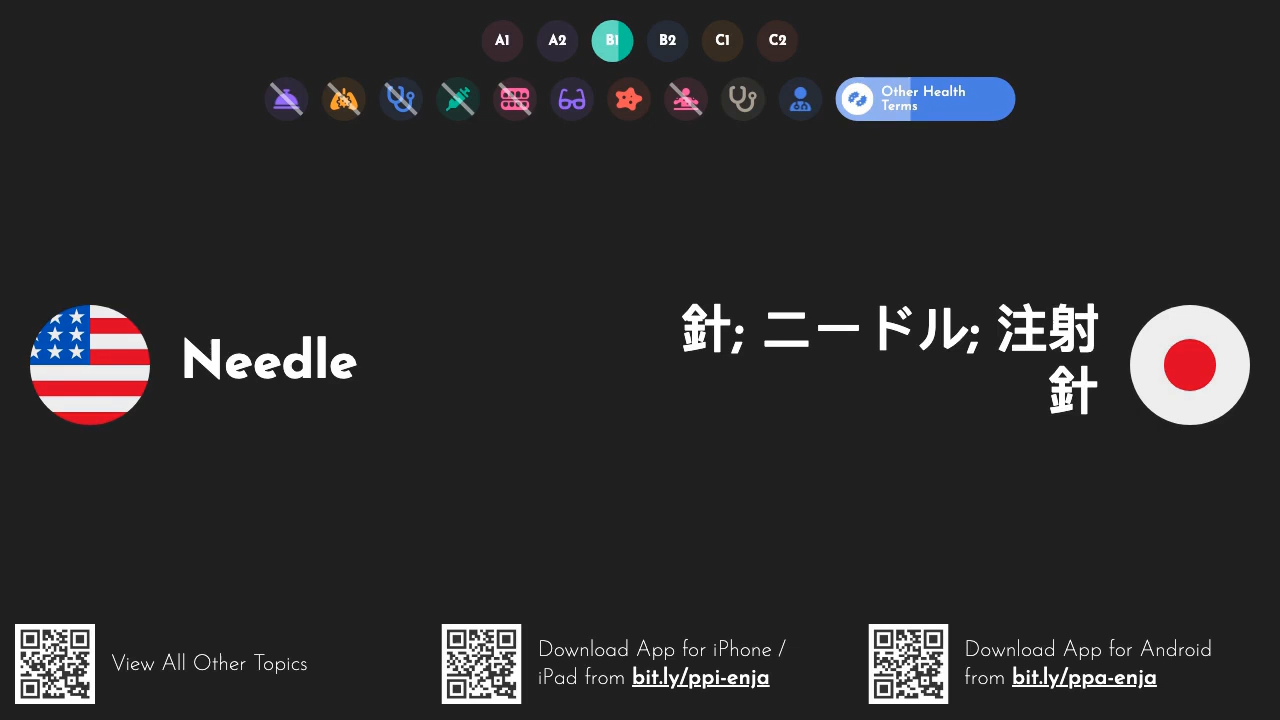 A1 A2 B1 B2 C1 C2
Other Health
Terms
Needle
針; ニードル; 注射
針
View All Other Topics
Download App for iPhone /
iPad from bit.ly/ppi-enja
Download App for Android
from bit.ly/ppa-enja